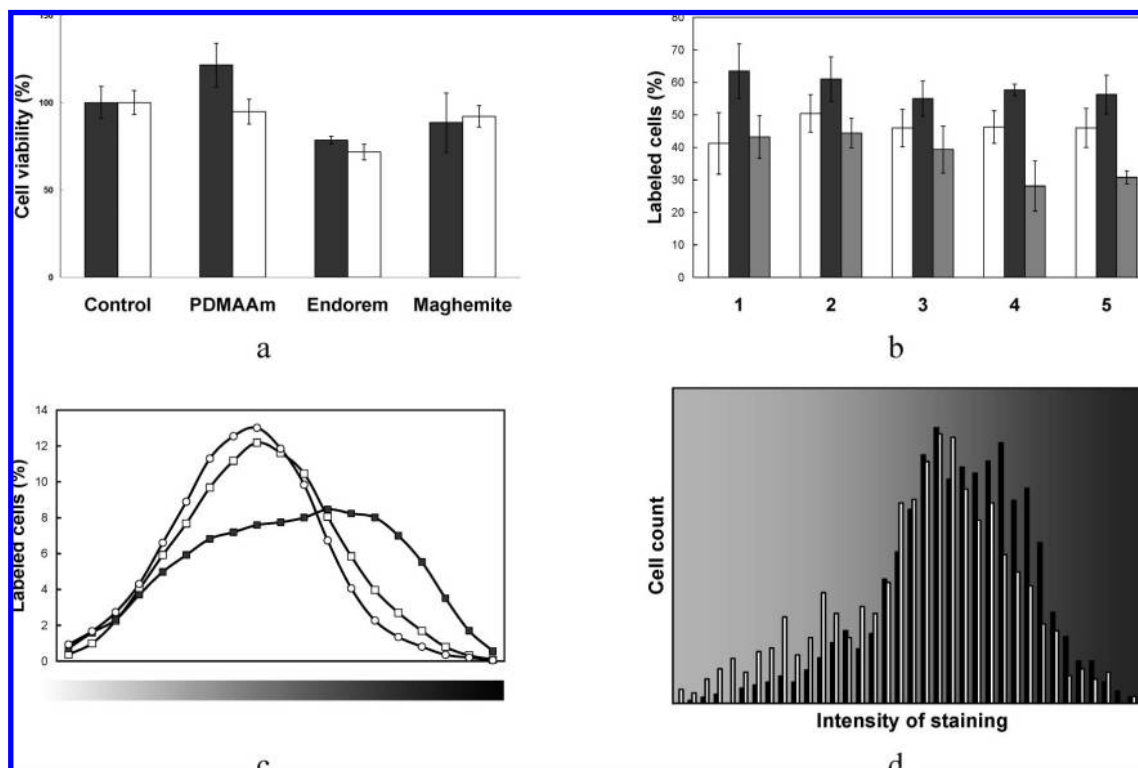 150
100
50
0
Cell viability (%)
Control PDMAAm Endorem Maghemite
a
80
70
60
50
40
30
20
10
0
Labeled cells (%)
1 2 3 4 5
b
14
12
10
8
6
4
2
0
Labeled cells (%)
c
Cell count
Intensity of staining
d